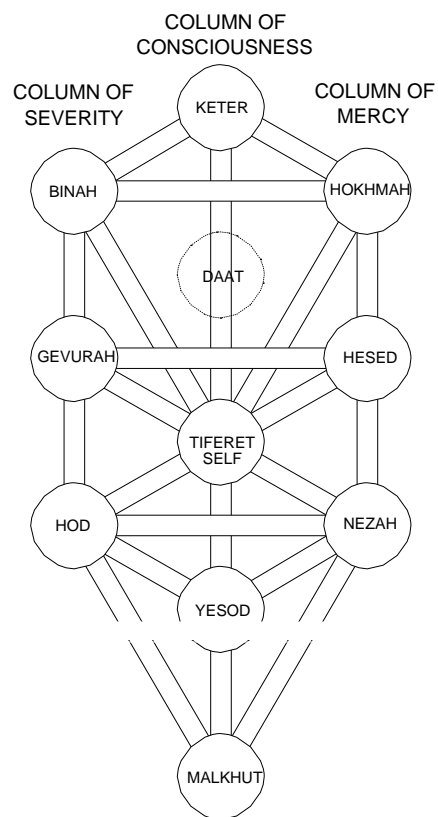 COLUMN OF
CONSCIOUSNESS
COLUMN OF
SEVERITY
COLUMN OF
MERCY
KETER
BINAH
HOKHMAH
DAAT
GEVURAH
HESED
TIFERET
SELF
HOD
NEZAH
YESOD
MALKHUT